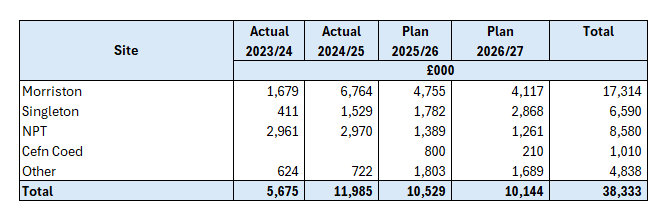 Site Actual 2023/24 Actual 2024/25 Plan 2025/26 Plan 2026/27 Total
£000
Morriston 1,679 6,764 4,755 4,117 17,314
Singleton 411 1,529 1,782 2,868 6,590
NPT 2,961 2,970 1,389 1,261 8,580
Cefn Coed 800 210 1,010
Other 624 722 1,803 1,689 4,838
Total 5,675 11,985 10,529 10,144 38,333